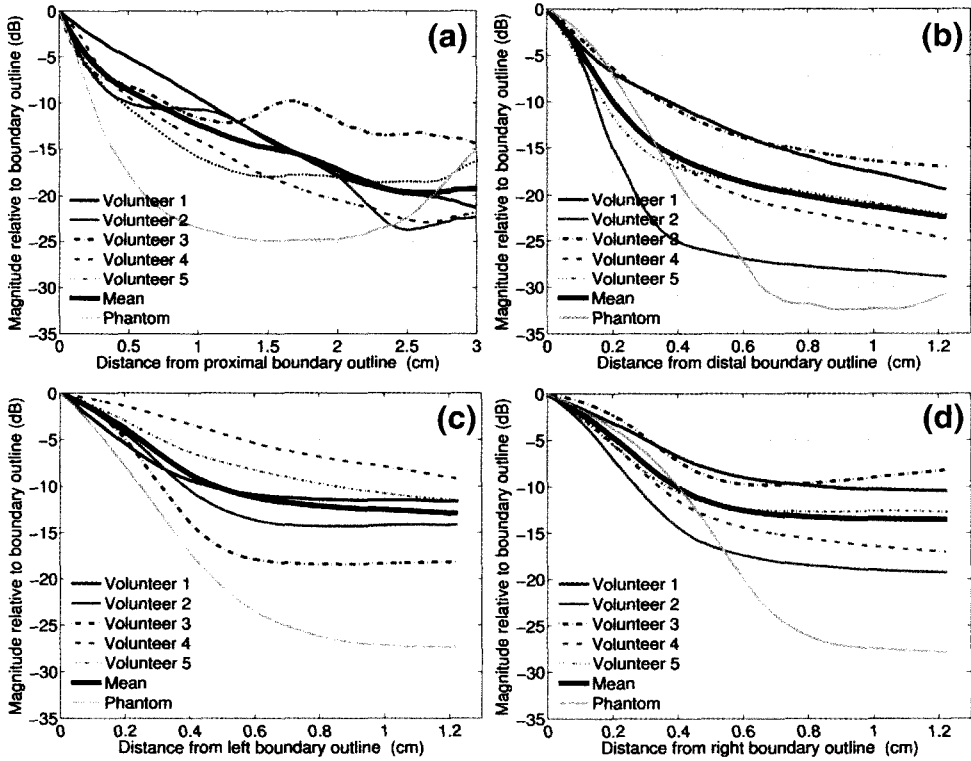 (a)
Magnitude relative to boundary outline (dB)
0
−5
−10
−15
−20
−25
−30
−35
Volunteer 1
Volunteer 2
Volunteer 3
Volunteer 4
Volunteer 5
Mean
Phantom
0 0.5 1 1.5 2 2.5 3
Distance from proximal boundary outline (cm)
(b)
Magnitude relative to boundary outline (dB)
0
−5
−10
−15
−20
−25
−30
−35
Volunteer 1
Volunteer 2
Volunteer 3
Volunteer 4
Volunteer 5
Mean
Phantom
0 0.2 0.4 0.6 0.8 1 1.2
Distance from distal boundary outline (cm)
(c)
Magnitude relative to boundary outline (dB)
0
−5
−10
−15
−20
−25
−30
−35
Volunteer 1
Volunteer 2
Volunteer 3
Volunteer 4
Volunteer 5
Mean
Phantom
0 0.2 0.4 0.6 0.8 1 1.2
Distance from left boundary outline (cm)
(d)
Magnitude relative to boundary outline (dB)
0
−5
−10
−15
−20
−25
−30
−35
Volunteer 1
Volunteer 2
Volunteer 3
Volunteer 4
Volunteer 5
Mean
Phantom
0 0.2 0.4 0.6 0.8 1 1.2
Distance from right boundary outline (cm)